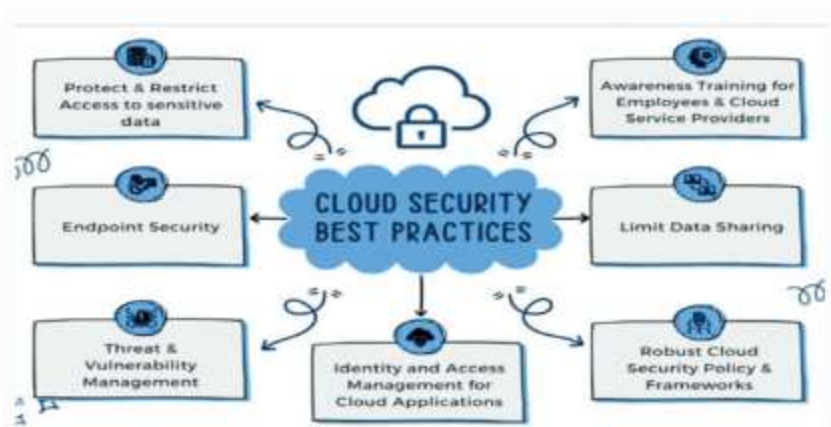 Protect & Restrict
Access to sensitive
data
Awareness Training for
Employees & Cloud
Service Providers
CLOUD SECURITY
BEST PRACTICES
Endpoint Security
Limit Data Sharing
Threat &
Vulnerability
Management
Identity and Access
Management for
Cloud Applications
Robust Cloud
Security Policy &
Frameworks